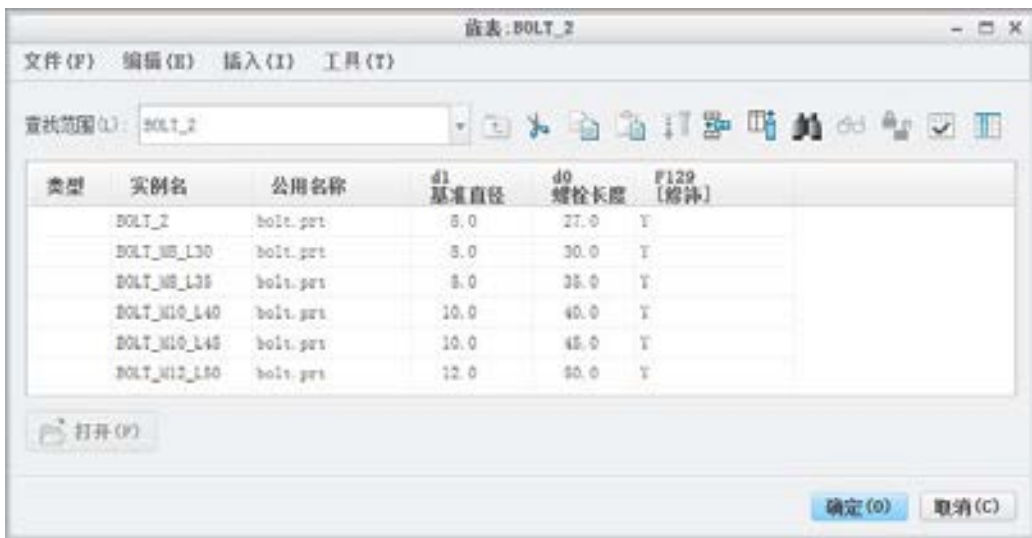 族表:BOLT_2
文件(F) 编辑(E) 插入(I) 工具(T)
查找范围(L): BOLT_2
类型 实例名 公用名称 d1 基准直径 d0 螺栓长度 F129 [修饰]
BOLT_2 bolt.prt 8.0 27.0 Y
BOLT_M8_L30 bolt.prt 8.0 30.0 Y
BOLT_M8_L35 bolt.prt 8.0 35.0 Y
BOLT_M10_L40 bolt.prt 10.0 40.0 Y
BOLT_M10_L45 bolt.prt 10.0 45.0 Y
BOLT_M12_L50 bolt.prt 12.0 50.0 Y
打开(P)
确定(O) 取消(C)